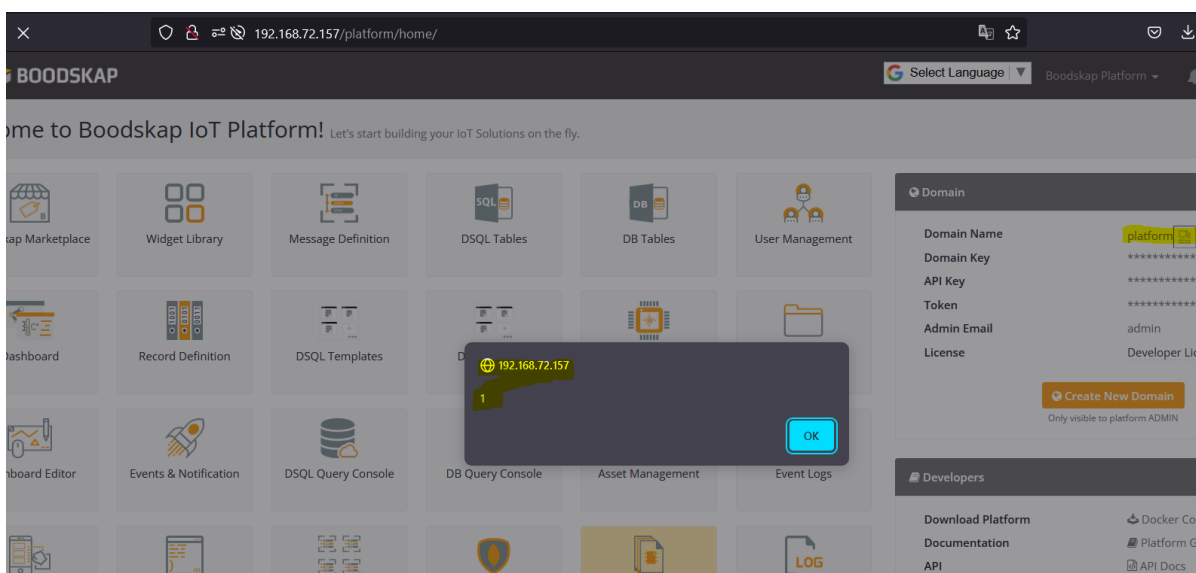 192.168.72.157/platform/home/
BOODSKAP
Select Language
Boodskap Platform
ome to Boodskap IoT Platform! Let's start building your IoT Solutions on the fly.
kap Marketplace
Widget Library
Message Definition
DSQL Tables
DB Tables
User Management
Dashboard
Record Definition
DSQL Templates
D
192.168.72.157
1
OK
hboard Editor
Events & Notification
DSQL Query Console
DB Query Console
Asset Management
Event Logs
SQL
DB
LOG
Domain
Domain Name platform
Domain Key ***********
API Key ***********
Token ***********
Admin Email admin
License Developer Lic
Create New Domain
Only visible to platform ADMIN
Developers
Download Platform Docker Co
Documentation Platform G
API API Docs